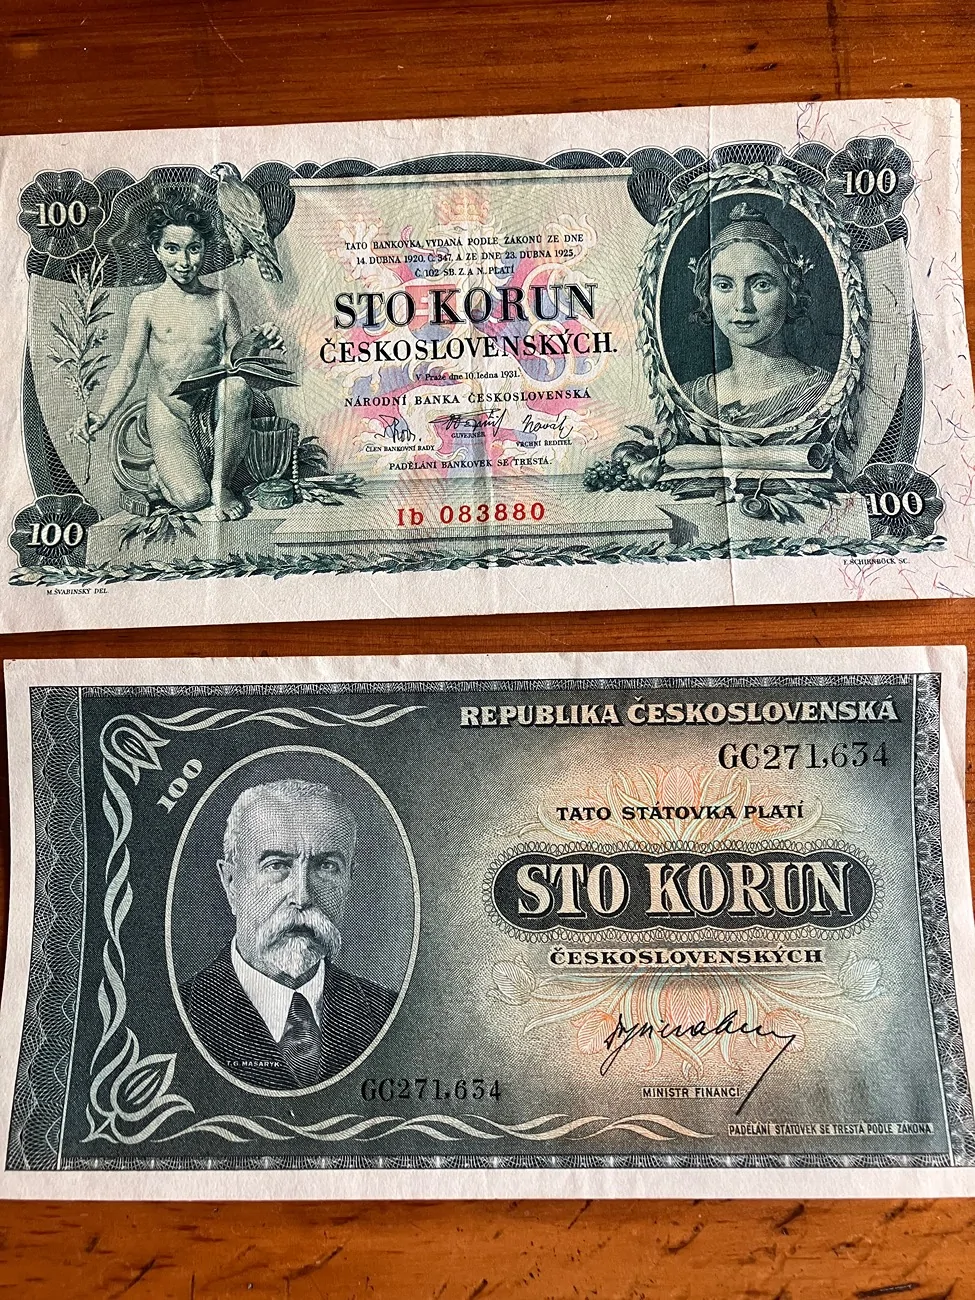 100
100
TATO BANKOVKA, VYDANÁ PODLE ZÁKONŮ ZE DNE
14. DUBNA 1920, Č. 347, A ZE DNE 23. DUBNA 1925,
Č. 102 SB. Z. A N., PLATÍ
STO KORUN
ČESKOSLOVENSKÝCH.
V Praze dne 10. ledna 1931.
NÁRODNÍ BANKA ČESKOSLOVENSKÁ
GUVERNÉR
ČLEN BANKOVNÍ RADY
VRCHNÍ ŘEDITEL
PADĚLÁNÍ BANKOVEK SE TRESTÁ.
Ib 083880
100
100
M. ŠVABINSKÝ DEL.
F. SCHIRNBÖCK SC.
REPUBLIKA ČESKOSLOVENSKÁ
GC271,634
100
TATO STÁTOVKA PLATÍ
STO KORUN
ČESKOSLOVENSKÝCH
T. G. MASARYK
GC271,634
MINISTR FINANCÍ
PADĚLÁNÍ STÁTOVEK SE TRESTÁ PODLE ZÁKONA.